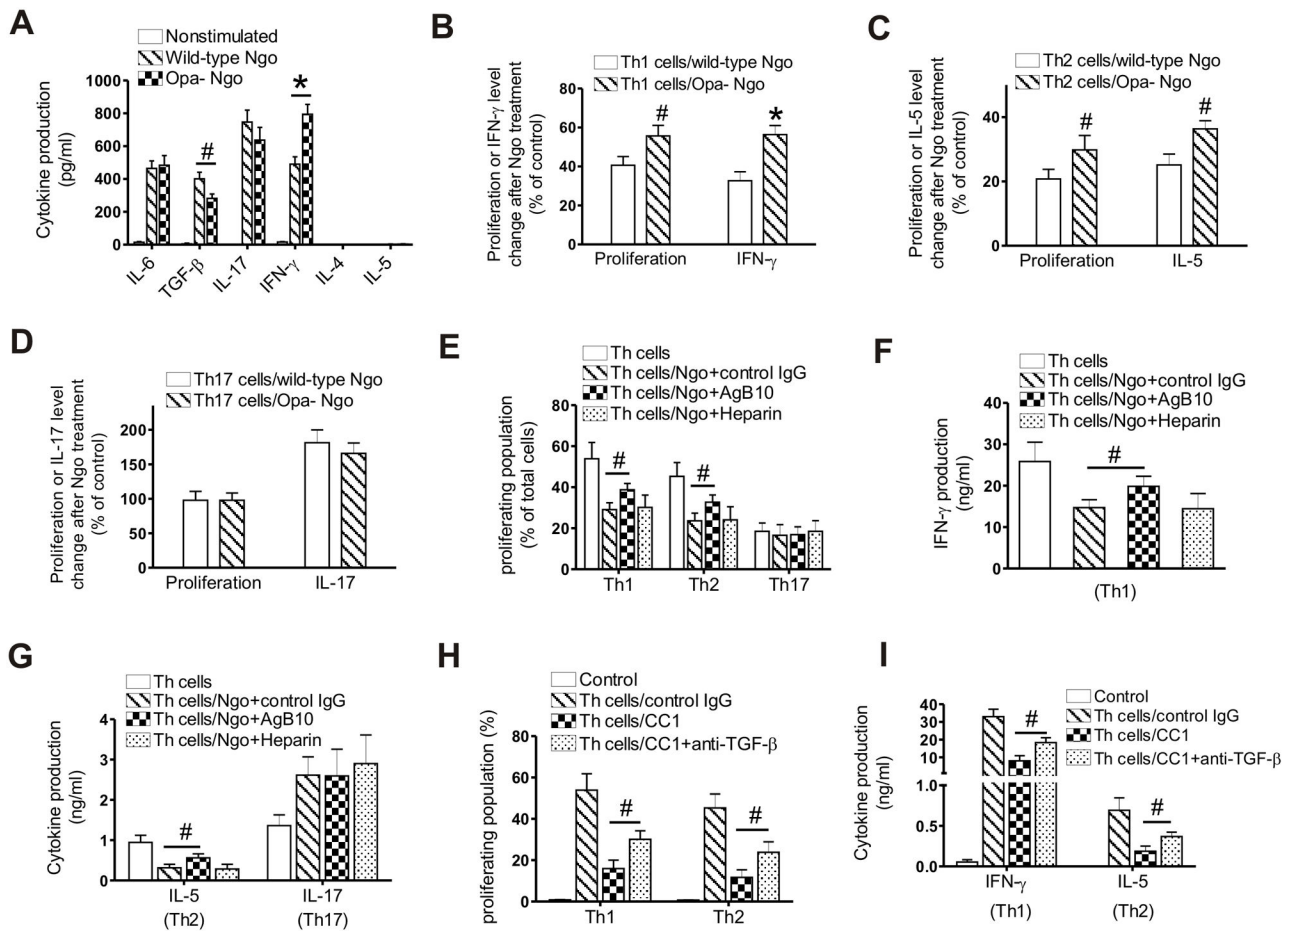 A
Nonstimulated
Wild-type Ngo
Opa- Ngo
Cytokine production
(pg/ml)
1000
800
600
400
200
0
#
*
IL-6
TGF-β
IL-17
IFN-γ
IL-4
IL-5
B
Th1 cells/wild-type Ngo
Th1 cells/Opa- Ngo
Proliferation or IFN-γ level
change after Ngo treatment
(% of control)
80
60
40
20
0
#
*
Proliferation
IFN-γ
C
Th2 cells/wild-type Ngo
Th2 cells/Opa- Ngo
Proliferation or IL-5 level
change after Ngo treatment
(% of control)
40
20
0
#
#
Proliferation
IL-5
D
Th17 cells/wild-type Ngo
Th17 cells/Opa- Ngo
Proliferation or IL-17 level
change after Ngo treatment
(% of control)
200
150
100
50
0
Proliferation
IL-17
E
Th cells
Th cells/Ngo+control IgG
Th cells/Ngo+AgB10
Th cells/Ngo+Heparin
proliferating population
(% of total cells)
80
60
40
20
0
#
#
Th1
Th2
Th17
F
Th cells
Th cells/Ngo+control IgG
Th cells/Ngo+AgB10
Th cells/Ngo+Heparin
IFN-γ production
(ng/ml)
40
30
20
10
0
#
(Th1)
G
Th cells
Th cells/Ngo+control IgG
Th cells/Ngo+AgB10
Th cells/Ngo+Heparin
Cytokine production
(ng/ml)
4
3
2
1
0
#
IL-5
(Th2)
IL-17
(Th17)
H
Control
Th cells/control IgG
Th cells/CC1
Th cells/CC1+anti-TGF-β
proliferating population (%)
80
60
40
20
0
#
#
Th1
Th2
I
Control
Th cells/control IgG
Th cells/CC1
Th cells/CC1+anti-TGF-β
Cytokine production
(ng/ml)
40
30
20
10
1.0
0.5
0.0
#
#
IFN-γ
(Th1)
IL-5
(Th2)